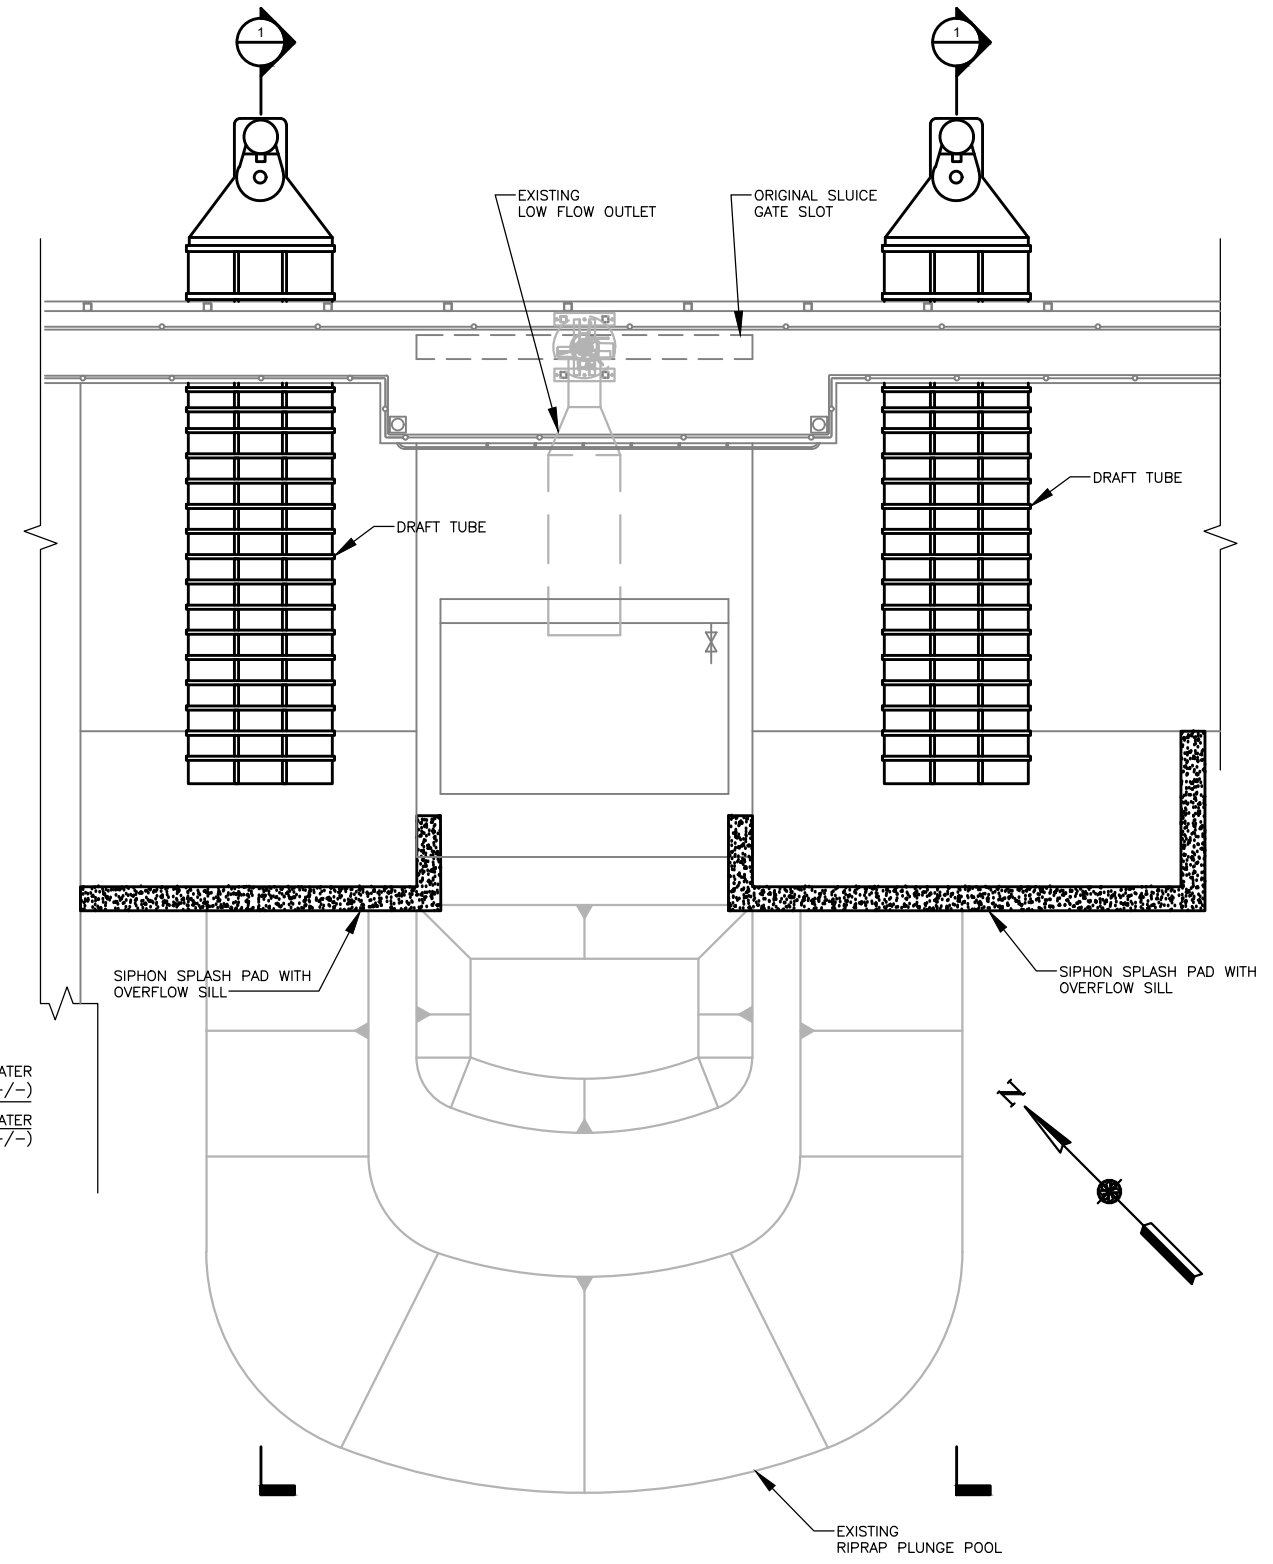 1
1
EXISTING
LOW FLOW OUTLET
ORIGINAL SLUICE
GATE SLOT
DRAFT TUBE
DRAFT TUBE
SIPHON SPLASH PAD WITH
OVERFLOW SILL
SIPHON SPLASH PAD WITH
OVERFLOW SILL
ATER
-/-)
ATER
-/-)
N
EXISTING
RIPRAP PLUNGE POOL